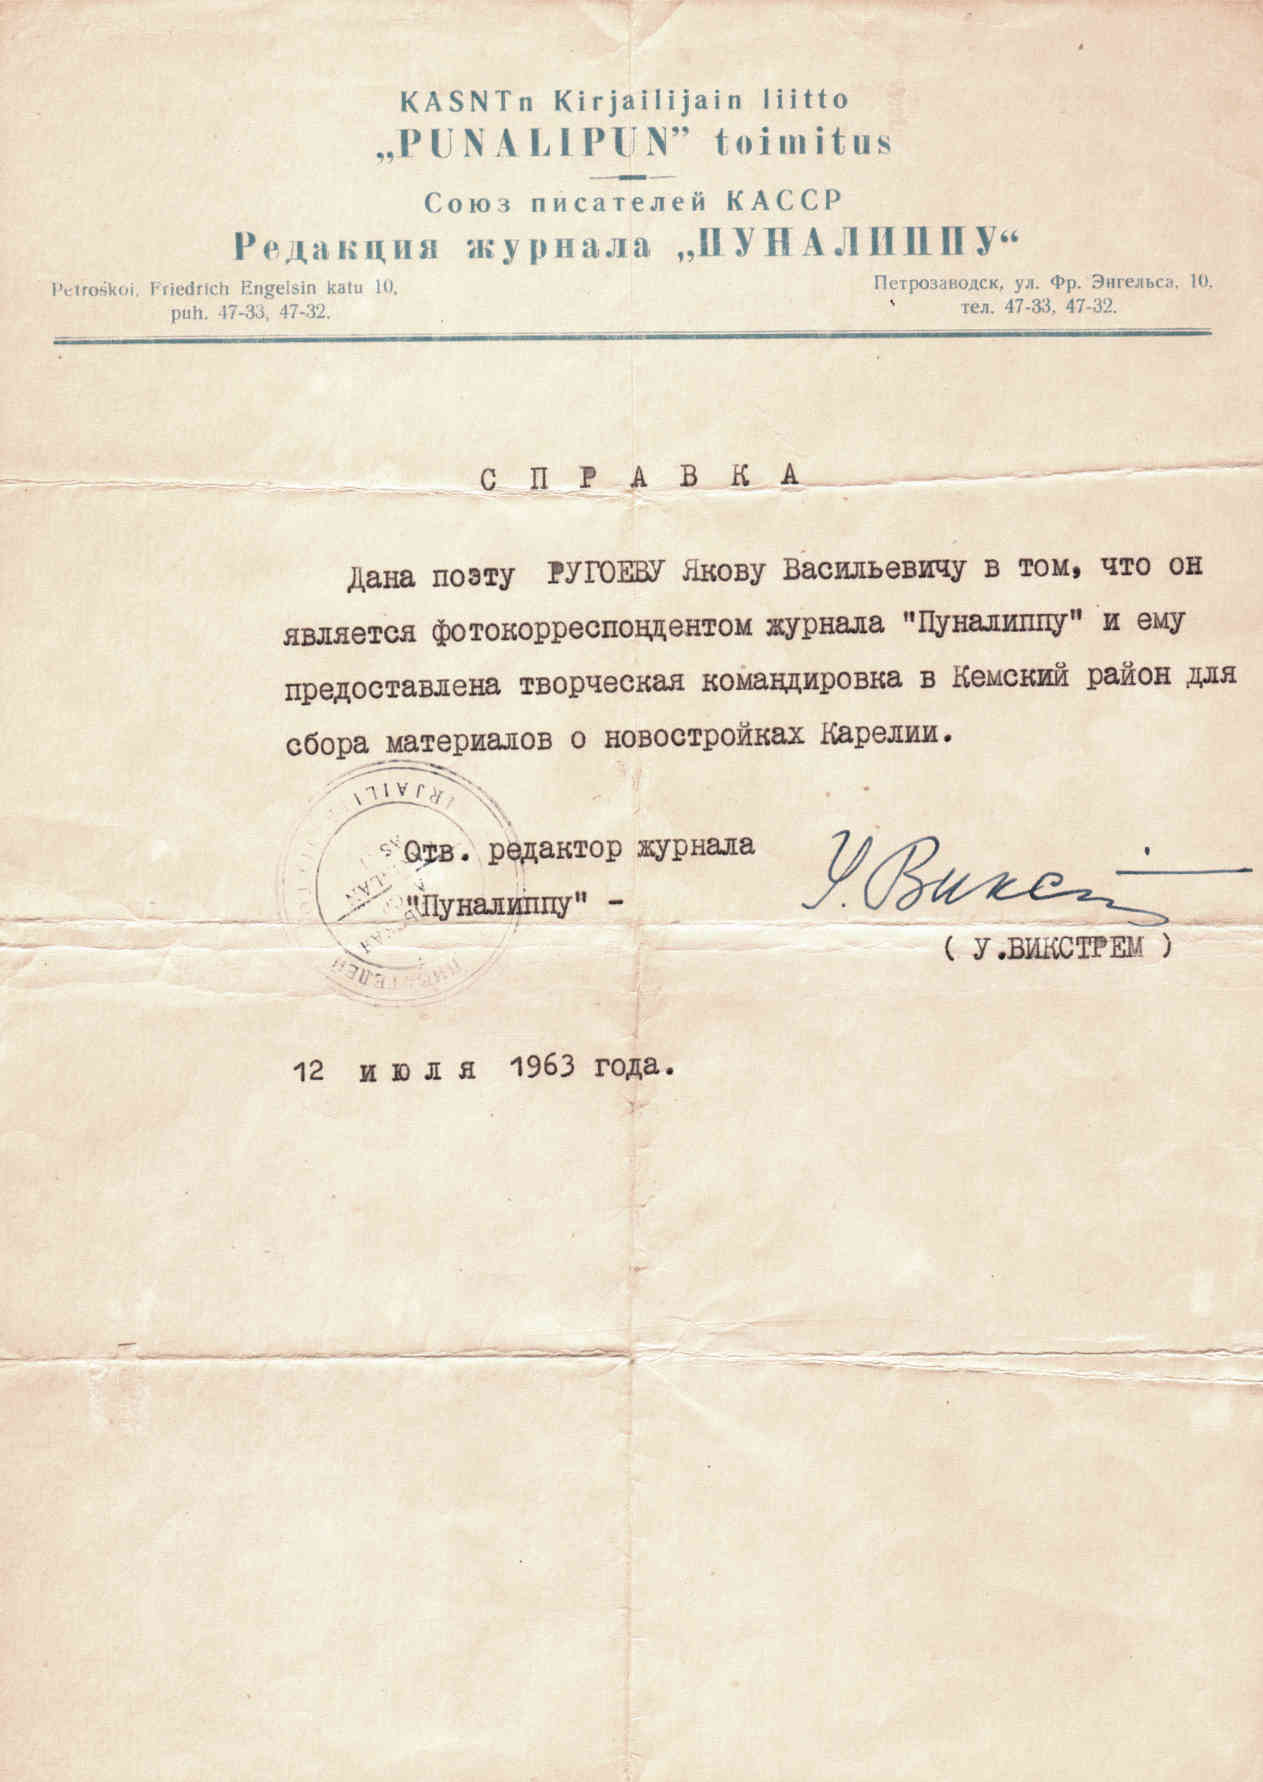 KASNTn Kirjailijain liitto
„PUNALIPUN” toimitus
Союз писателей КАССР
Редакция журнала „ПУНАЛИППУ“
Petroskoi, Friedrich Engelsin katu 10,
puh. 47-33, 47-32.
Петрозаводск, ул. Фр. Энгельса, 10,
тел. 47-33, 47-32.
С П Р А В К А
Дана поэту РУГОЕВУ Якову Васильевичу в том, что он
является фотокорреспондентом журнала "Пуналиппу" и ему
предоставлена творческая командировка в Кемский район для
сбора материалов о новостройках Карелии.
Отв. редактор журнала
"Пуналиппу" –
У. Викст
( У.ВИКСТРЕМ )
12 и ю л я 1963 года.